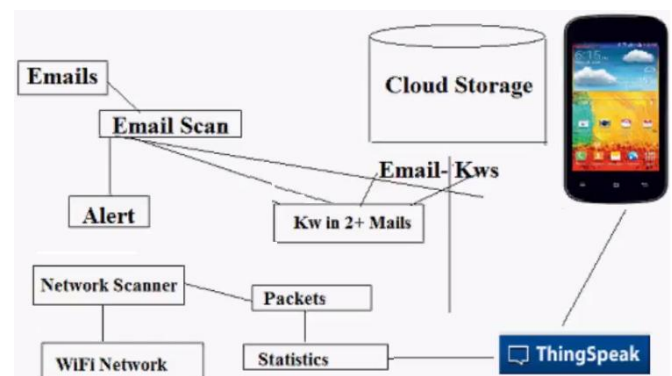 Emails
Cloud Storage
Email Scan
Email- Kws
Alert
Kw in 2+ Mails
Network Scanner
Packets
WiFi Network
Statistics
ThingSpeak